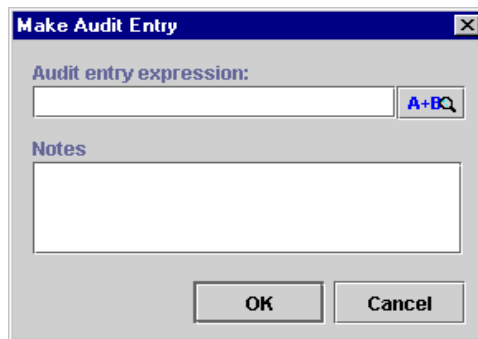 Make Audit Entry
Audit entry expression:
A+B
Notes
OK
Cancel